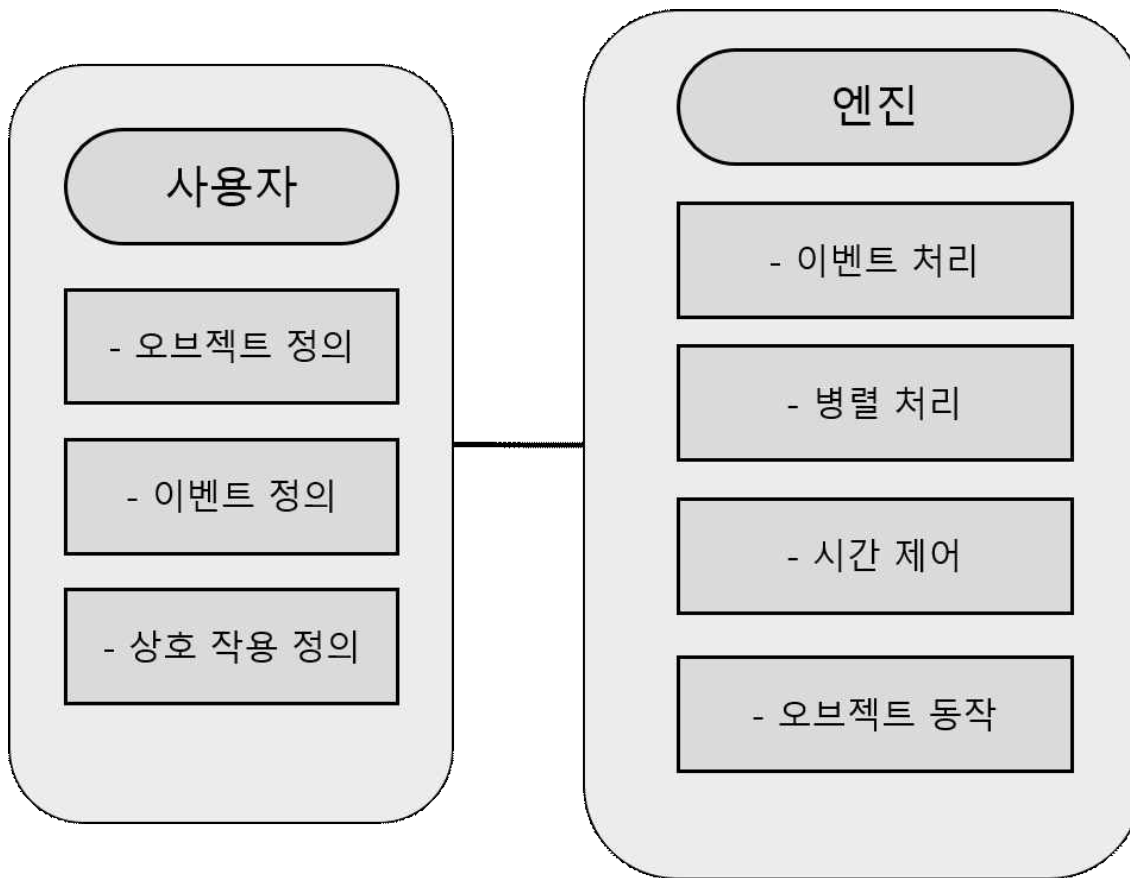 사용자
- 오브젝트 정의
- 이벤트 정의
- 상호 작용 정의
엔진
- 이벤트 처리
- 병렬 처리
- 시간 제어
- 오브젝트 동작